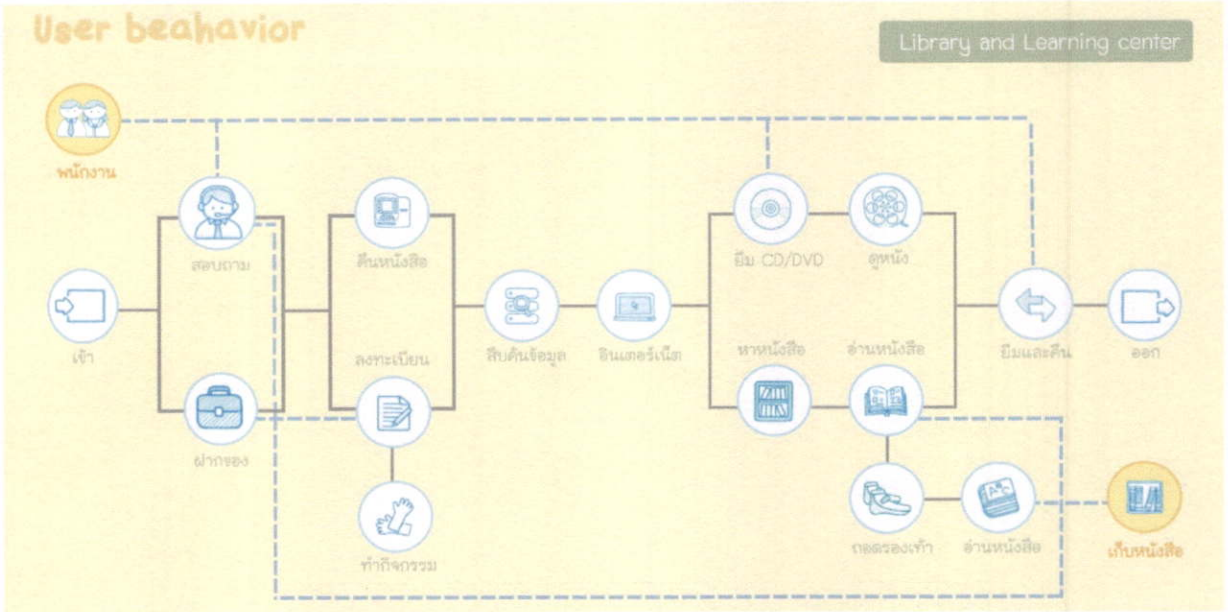 User beahavior
Library and Learning center
พนักงาน
สอบถาม
คืนหนังสือ
ยืม CD/DVD
ดูหนัง
เข้า
ลงทะเบียน
สืบค้นข้อมูล
อินเตอร์เน็ต
หาหนังสือ
อ่านหนังสือ
ยืมและคืน
ออก
ฝากของ
ทำกิจกรรม
ถอดรองเท้า
อ่านหนังสือ
เก็บหนังสือ